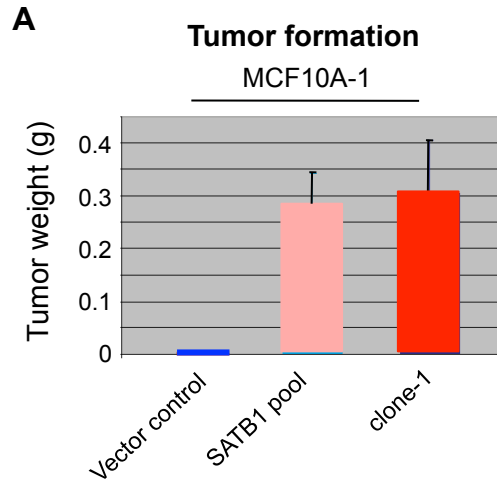 A
Tumor formation
MCF10A-1
Tumor weight (g)
0.4
0.3
0.2
0.1
0
Vector control
SATB1 pool
clone-1